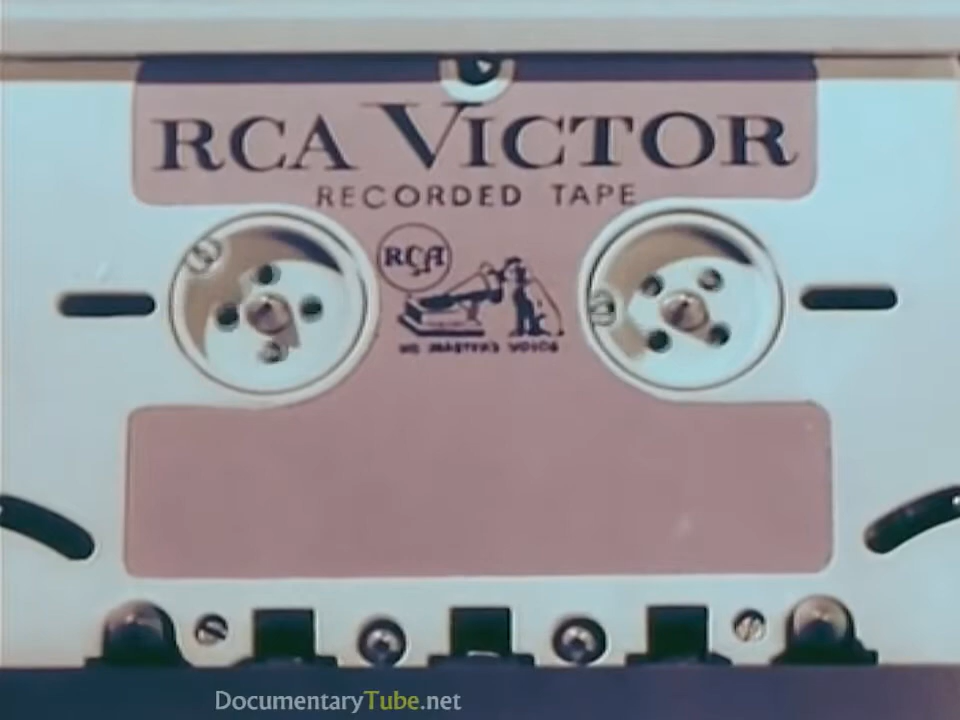 RCA VICTOR
RECORDED TAPE
RCA
HIS MASTER'S VOICE
DocumentaryTube.net